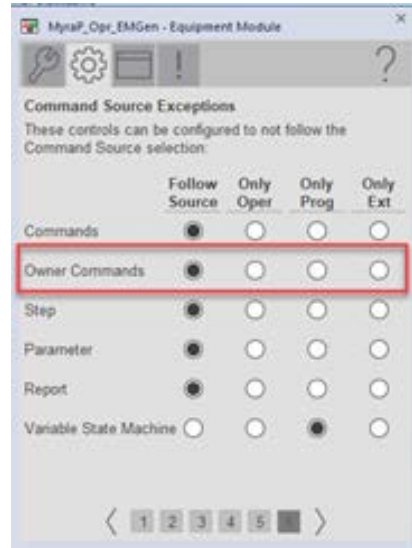 MyraP_Opr_EMGen - Equipment Module
×
!
?
Command Source Exceptions
These controls can be configured to not follow the
Command Source selection:
Follow Only Only Only
Source Oper Prog Ext
Commands
Owner Commands
Step
Parameter
Report
Variable State Machine
1 2 3 4 5